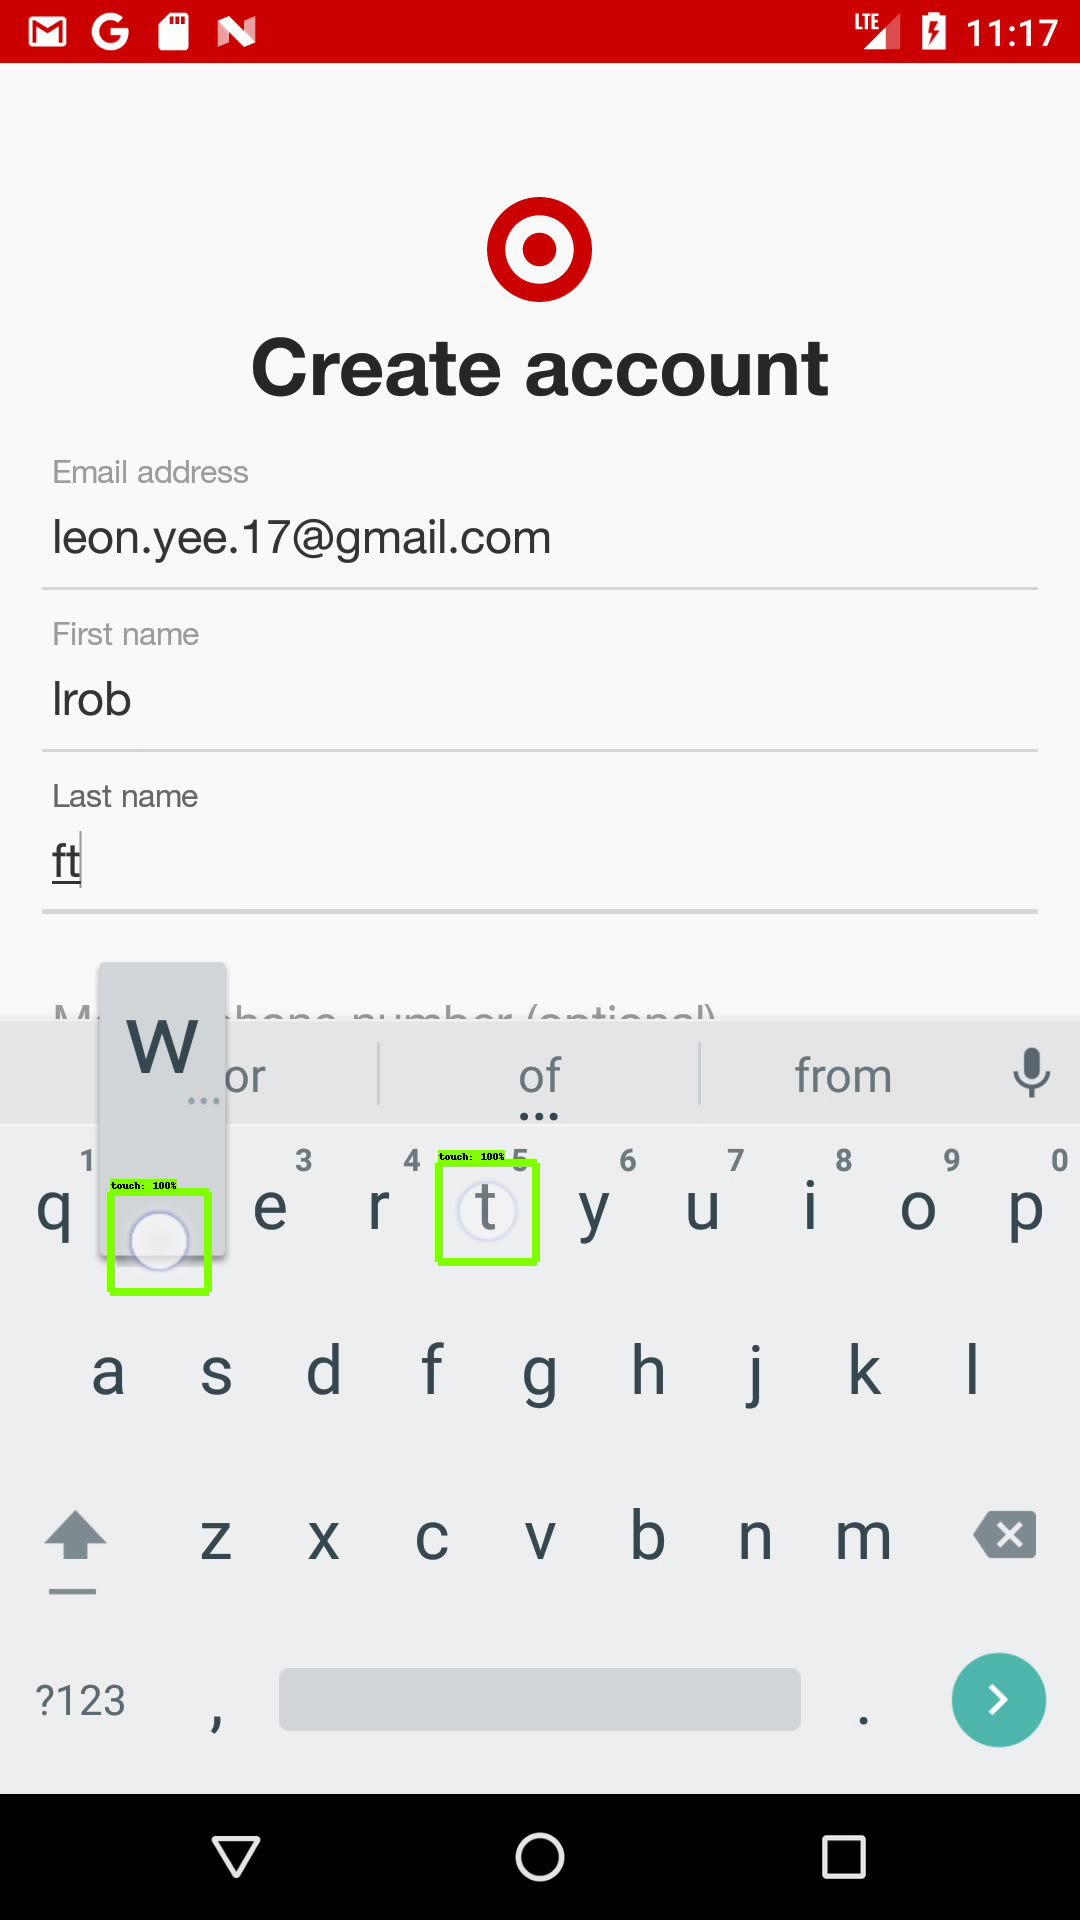 LTE 11:17
Create account
Email address
leon.yee.17@gmail.com
First name
lrob
Last name
ft
w
phone number (optional)
or of from
...
1 3 4 5 6 7 8 9 0
touch: 100% touch: 100%
q e r t y u i o p
a s d f g h j k l
z x c v b n m
?123 , .